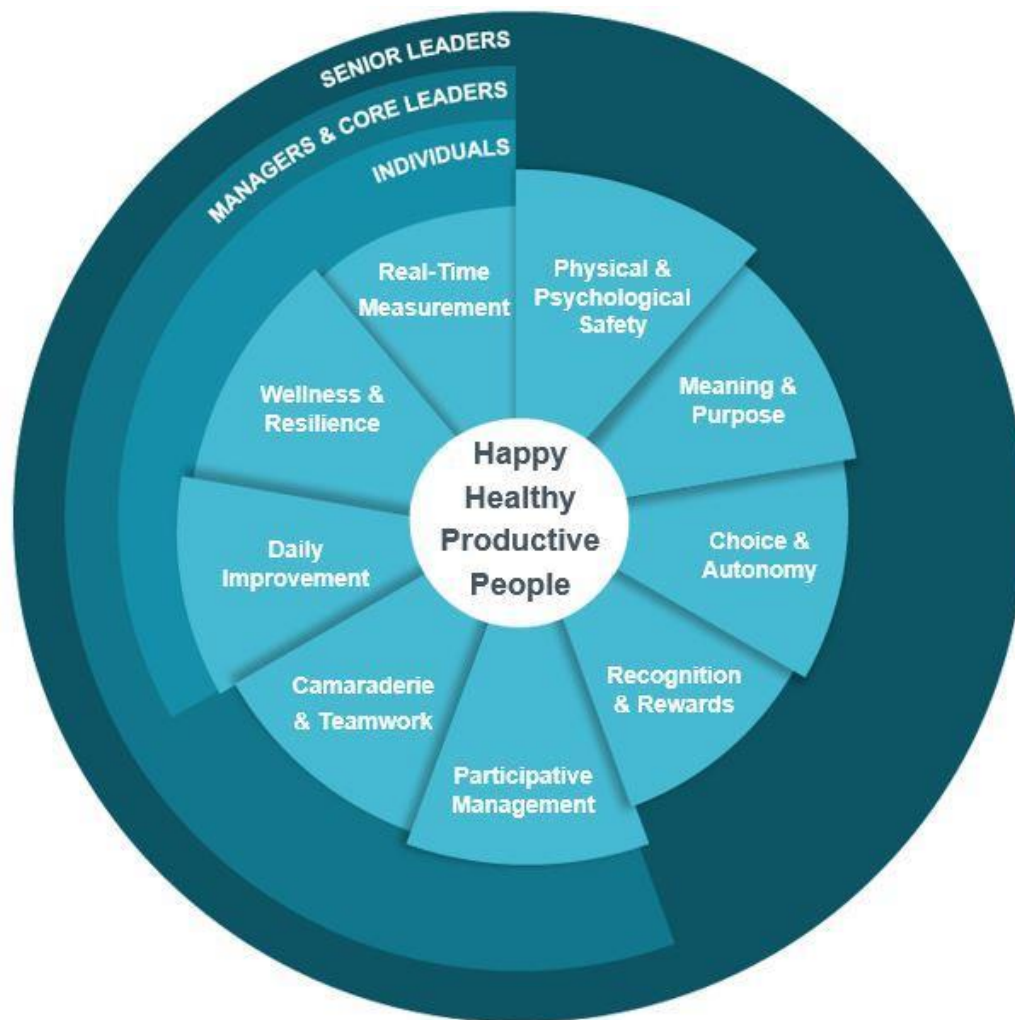 SENIOR LEADERS
MANAGERS & CORE LEADERS
INDIVIDUALS
Real-Time
Measurement
Physical &
Psychological
Safety
Meaning &
Purpose
Choice &
Autonomy
Recognition
& Rewards
Participative
Management
Camaraderie
& Teamwork
Daily
Improvement
Wellness &
Resilience
Happy
Healthy
Productive
People